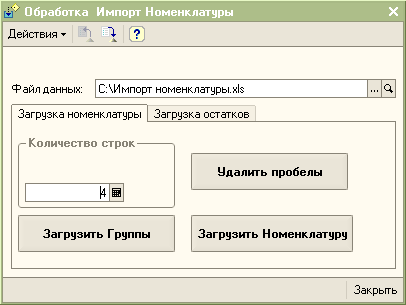 Обработка Импорт Номенклатуры
Действия
Файл данных: C:\Импорт номенклатуры.xls ...
Загрузка номенклатуры Загрузка остатков
Количество строк
Удалить пробелы
4
Загрузить Группы Загрузить Номенклатуру
Закрыть